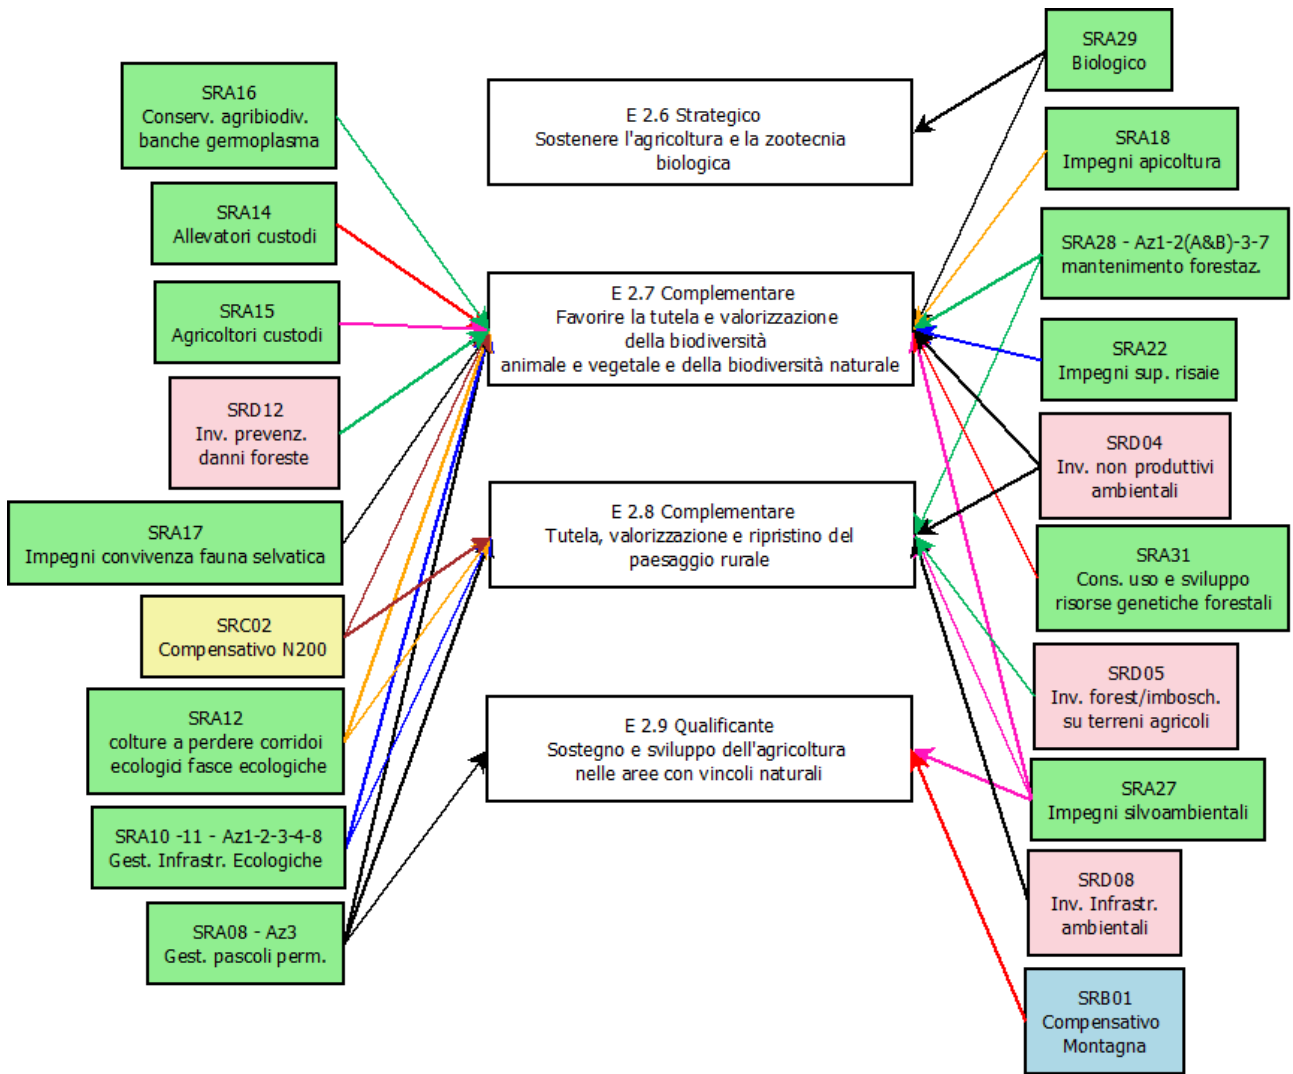 SRA16
Conserv. agribiodiv.
banche germoplasma
SRA14
Allevatori custodi
SRA15
Agricoltori custodi
SRD12
Inv. prevenz.
danni foreste
SRA17
Impegni convivenza fauna selvatica
SRC02
Compensativo N200
SRA12
colture a perdere corridoi
ecologici fasce ecologiche
SRA10 -11 - Az1-2-3-4-8
Gest. Infrastr. Ecologiche
SRA08 - Az3
Gest. pascoli perm.
E 2.6 Strategico
Sostenere l'agricoltura e la zootecnia
biologica
E 2.7 Complementare
Favorire la tutela e valorizzazione
della biodiversità
animale e vegetale e della biodiversità naturale
E 2.8 Complementare
Tutela, valorizzazione e ripristino del
paesaggio rurale
E 2.9 Qualificante
Sostegno e sviluppo dell'agricoltura
nelle aree con vincoli naturali
SRA29
Biologico
SRA18
Impegni apicoltura
SRA28 - Az1-2(A&B)-3-7
mantenimento forestaz.
SRA22
Impegni sup. risaie
SRD04
Inv. non produttivi
ambientali
SRA31
Cons. uso e sviluppo
risorse genetiche forestali
SRD05
Inv. forest/imbosch.
su terreni agricoli
SRA27
Impegni silvoambientali
SRD08
Inv. Infrastr.
ambientali
SRB01
Compensativo
Montagna